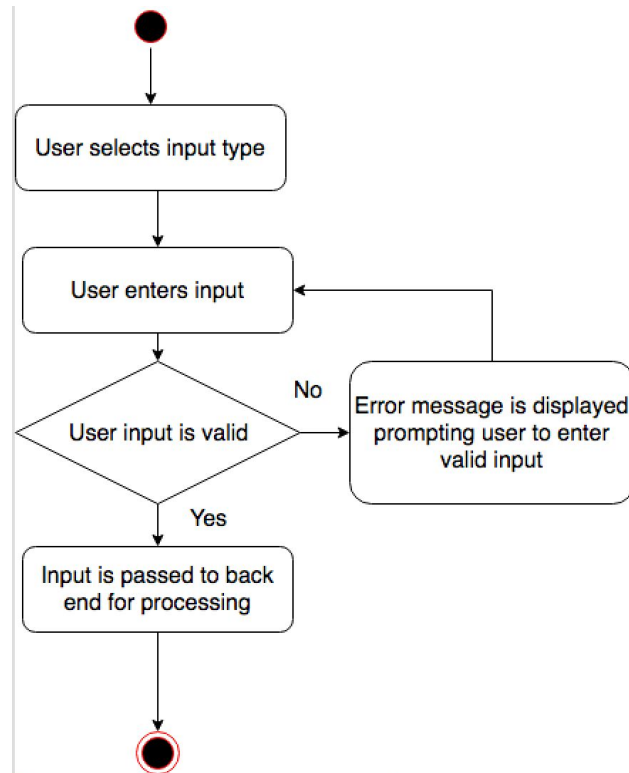 User selects input type
User enters input
No
Error message is displayed
prompting user to enter
valid input
User input is valid
Yes
Input is passed to back
end for processing